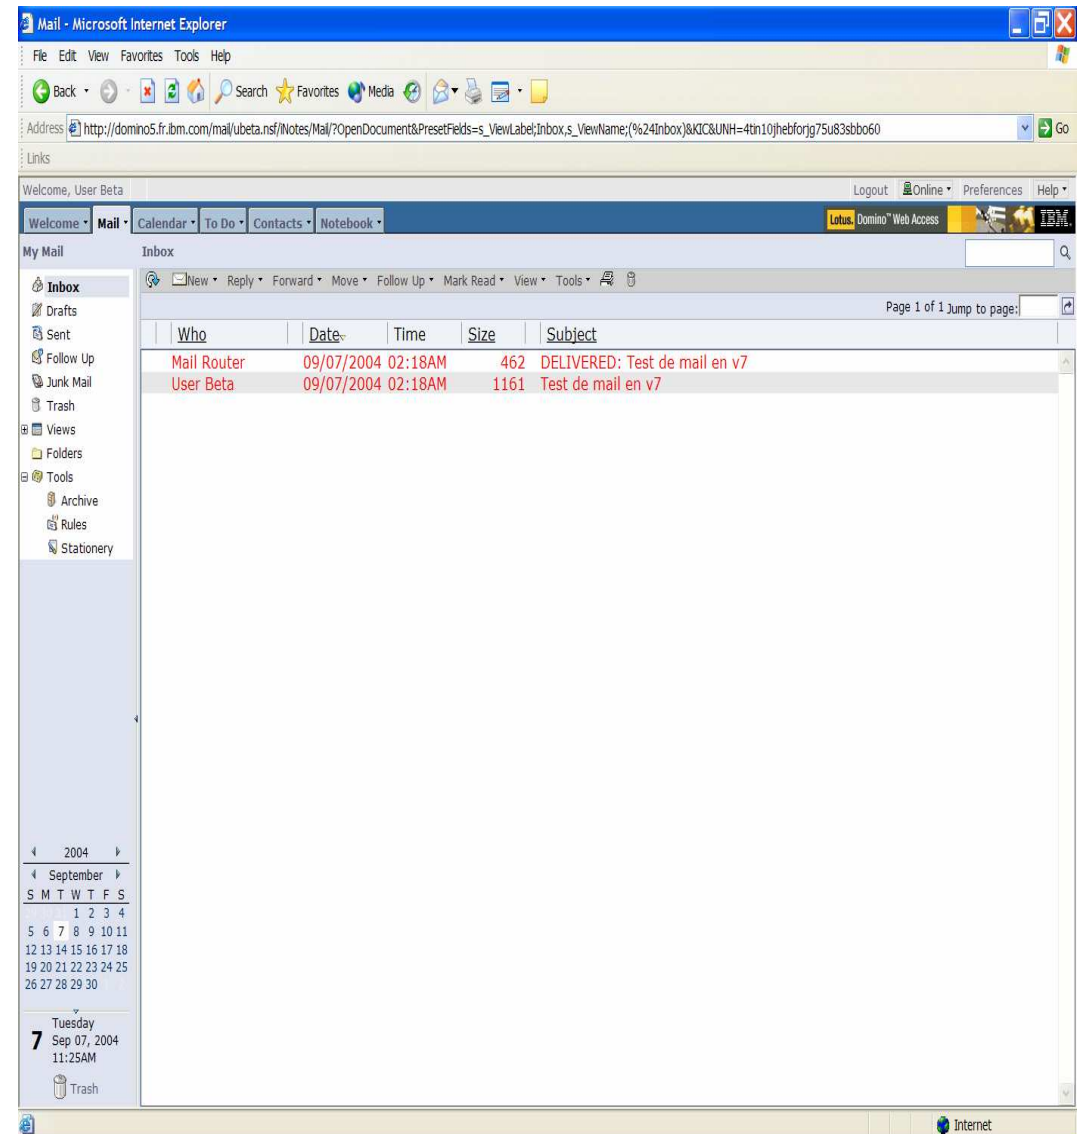 Mail - Microsoft Internet Explorer
File Edit View Favorites Tools Help
Back Search Favorites Media
Address http://domino5.fr.ibm.com/mail/ubeta.nsf/iNotes/Mail/?OpenDocument&PresetFields=s_ViewLabel;Inbox,s_ViewName;(%24Inbox)&KIC&UNH=4tin10jhebforjg75u83sbbo60 Go
Links
Welcome, User Beta Logout Online Preferences Help
Welcome Mail Calendar To Do Contacts Notebook Lotus. Domino™ Web Access IBM.
My Mail Inbox
New Reply Forward Move Follow Up Mark Read View Tools
Page 1 of 1 Jump to page:
Who Date Time Size Subject
Mail Router 09/07/2004 02:18AM 462 DELIVERED: Test de mail en v7
User Beta 09/07/2004 02:18AM 1161 Test de mail en v7
Inbox
Drafts
Sent
Follow Up
Junk Mail
Trash
Views
Folders
Tools
Archive
Rules
Stationery
2004
September
S M T W T F S
1 2 3 4
5 6 7 8 9 10 11
12 13 14 15 16 17 18
19 20 21 22 23 24 25
26 27 28 29 30
Tuesday
7 Sep 07, 2004
11:25AM
Trash
Internet